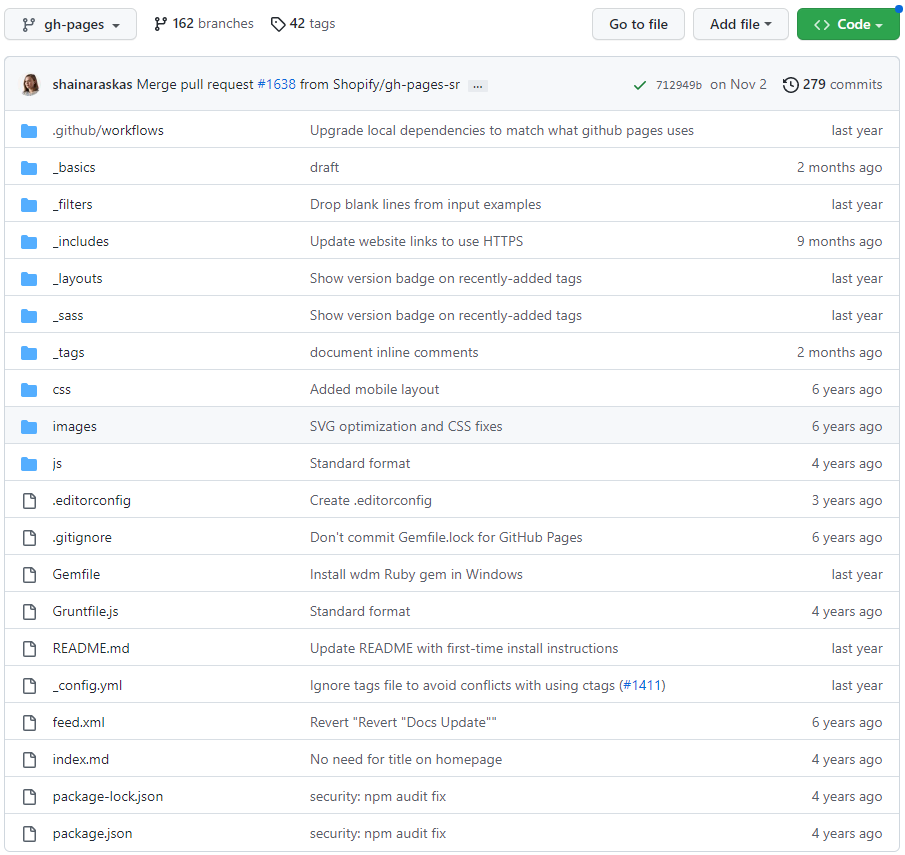 gh-pages 162 branches 42 tags Go to file Add file Code
shainaraskas Merge pull request #1638 from Shopify/gh-pages-sr ... 712949b on Nov 2 279 commits
.github/workflows Upgrade local dependencies to match what github pages uses last year
_basics draft 2 months ago
_filters Drop blank lines from input examples last year
_includes Update website links to use HTTPS 9 months ago
_layouts Show version badge on recently-added tags last year
_sass Show version badge on recently-added tags last year
_tags document inline comments 2 months ago
css Added mobile layout 6 years ago
images SVG optimization and CSS fixes 6 years ago
js Standard format 4 years ago
.editorconfig Create .editorconfig 3 years ago
.gitignore Don't commit Gemfile.lock for GitHub Pages 6 years ago
Gemfile Install wdm Ruby gem in Windows last year
Gruntfile.js Standard format 4 years ago
README.md Update README with first-time install instructions last year
_config.yml Ignore tags file to avoid conflicts with using ctags (#1411) last year
feed.xml Revert "Revert "Docs Update"" 6 years ago
index.md No need for title on homepage 4 years ago
package-lock.json security: npm audit fix 4 years ago
package.json security: npm audit fix 4 years ago